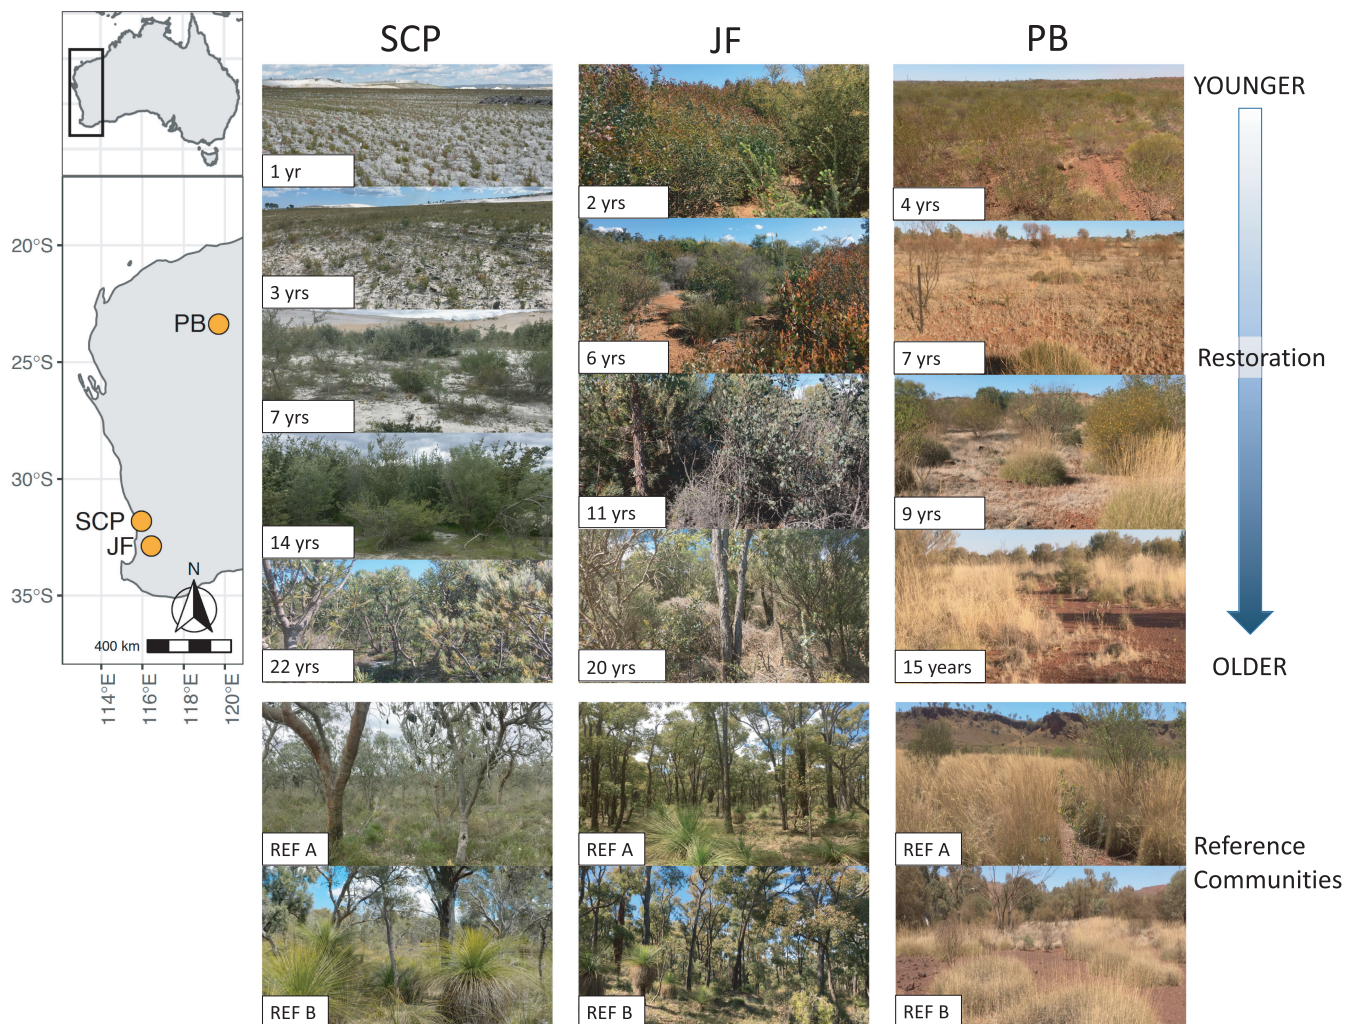 SCP
JF
PB
YOUNGER
1 yr
3 yrs
7 yrs
14 yrs
22 yrs
2 yrs
6 yrs
11 yrs
20 yrs
4 yrs
7 yrs
9 yrs
15 years
Restoration
OLDER
20°S
25°S
30°S
35°S
PB
SCP
JF
N
400 km
114°E
116°E
118°E
120°E
REF A
REF B
REF A
REF B
REF A
REF B
Reference
Communities